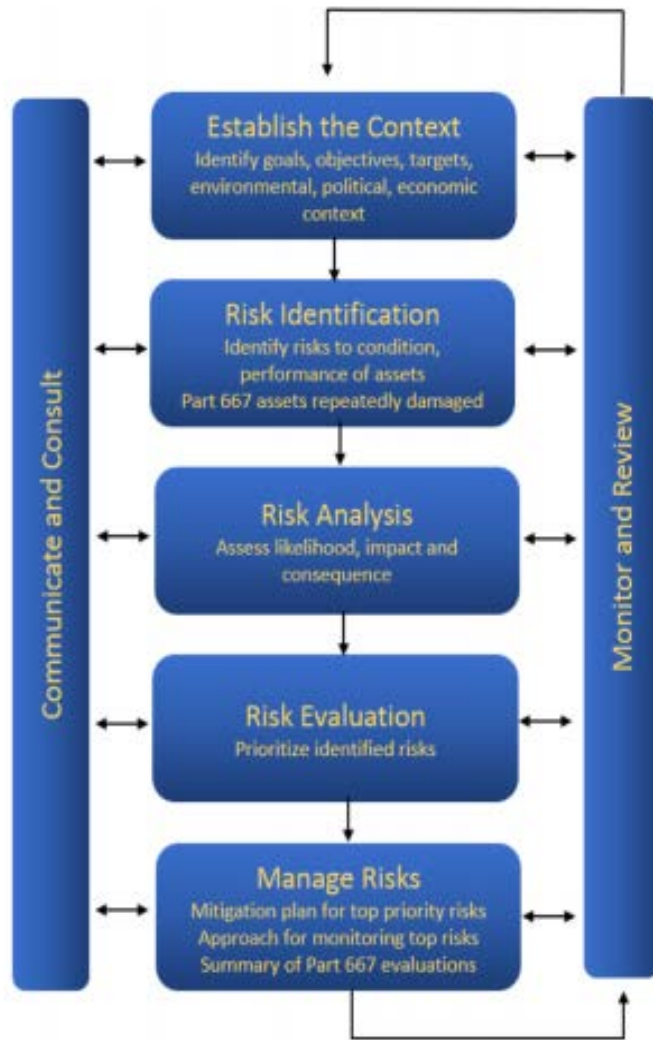 Establish the Context
Identify goals, objectives, targets,
environmental, political, economic
context
Risk Identification
Identify risks to condition,
performance of assets
Part 667 assets repeatedly damaged
Risk Analysis
Assess likelihood, impact and
consequence
Risk Evaluation
Prioritize identified risks
Manage Risks
Mitigation plan for top priority risks
Approach for monitoring top risks
Summary of Part 667 evaluations
Communicate and Consult
Monitor and Review